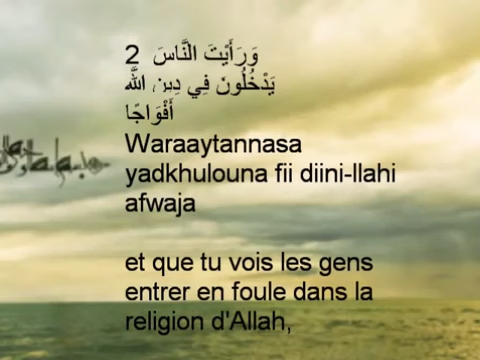 2 وَرَأَيْتَ النَّاسَ
يَدْخُلُونَ فِي دِينِ اللَّهِ
أَفْوَاجًا
Waraaytannasa
yadkhulouna fii diini-llahi
afwaja
et que tu vois les gens
entrer en foule dans la
religion d'Allah,